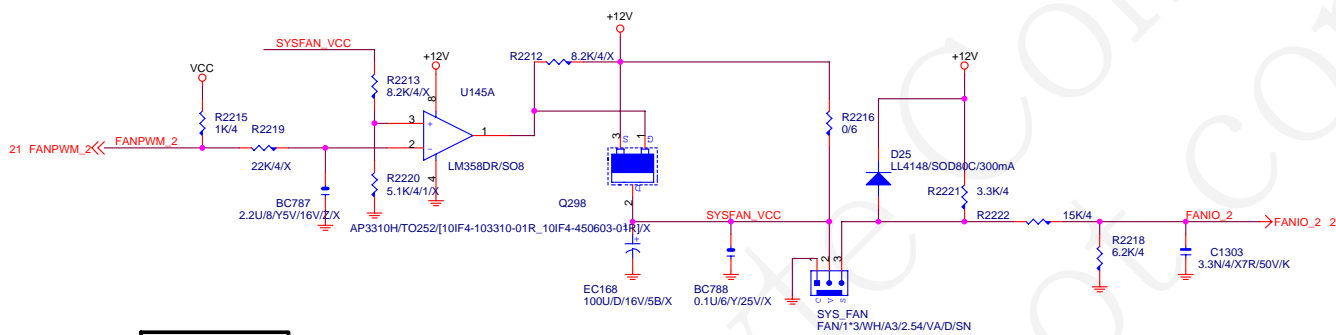 +12V
SYSFAN_VCC
+12V
R2212
8.2K/4/X
+12V
VCC
R2213
8.2K/4/X
U145A
8
3
S
1
G
R2215
1K/4
R2219
3
+
1
R2216
0/6
21 FANPWM_2
FANPWM_2
2
-
D25
LL4148/SOD80C/300mA
22K/4/X
LM358DR/SO8
4
R2220
5.1K/4/1/X
D
R2221
3.3K/4
BC787
2.2U/8/Y5V/16V/Z/X
Q298
2
SYSFAN_VCC
R2222
15K/4
FANIO_2
FANIO_2 2
AP3310H/TO252/[10IF4-103310-01R_10IF4-450603-01R]/X
+
1
2
3
R2218
6.2K/4
C1303
3.3N/4/X7R/50V/K
EC168
100U/D/16V/5B/X
BC788
0.1U/6/Y/25V/X
C
V
S
SYS_FAN
FAN/1*3/WH/A3/2.54/VA/D/SN